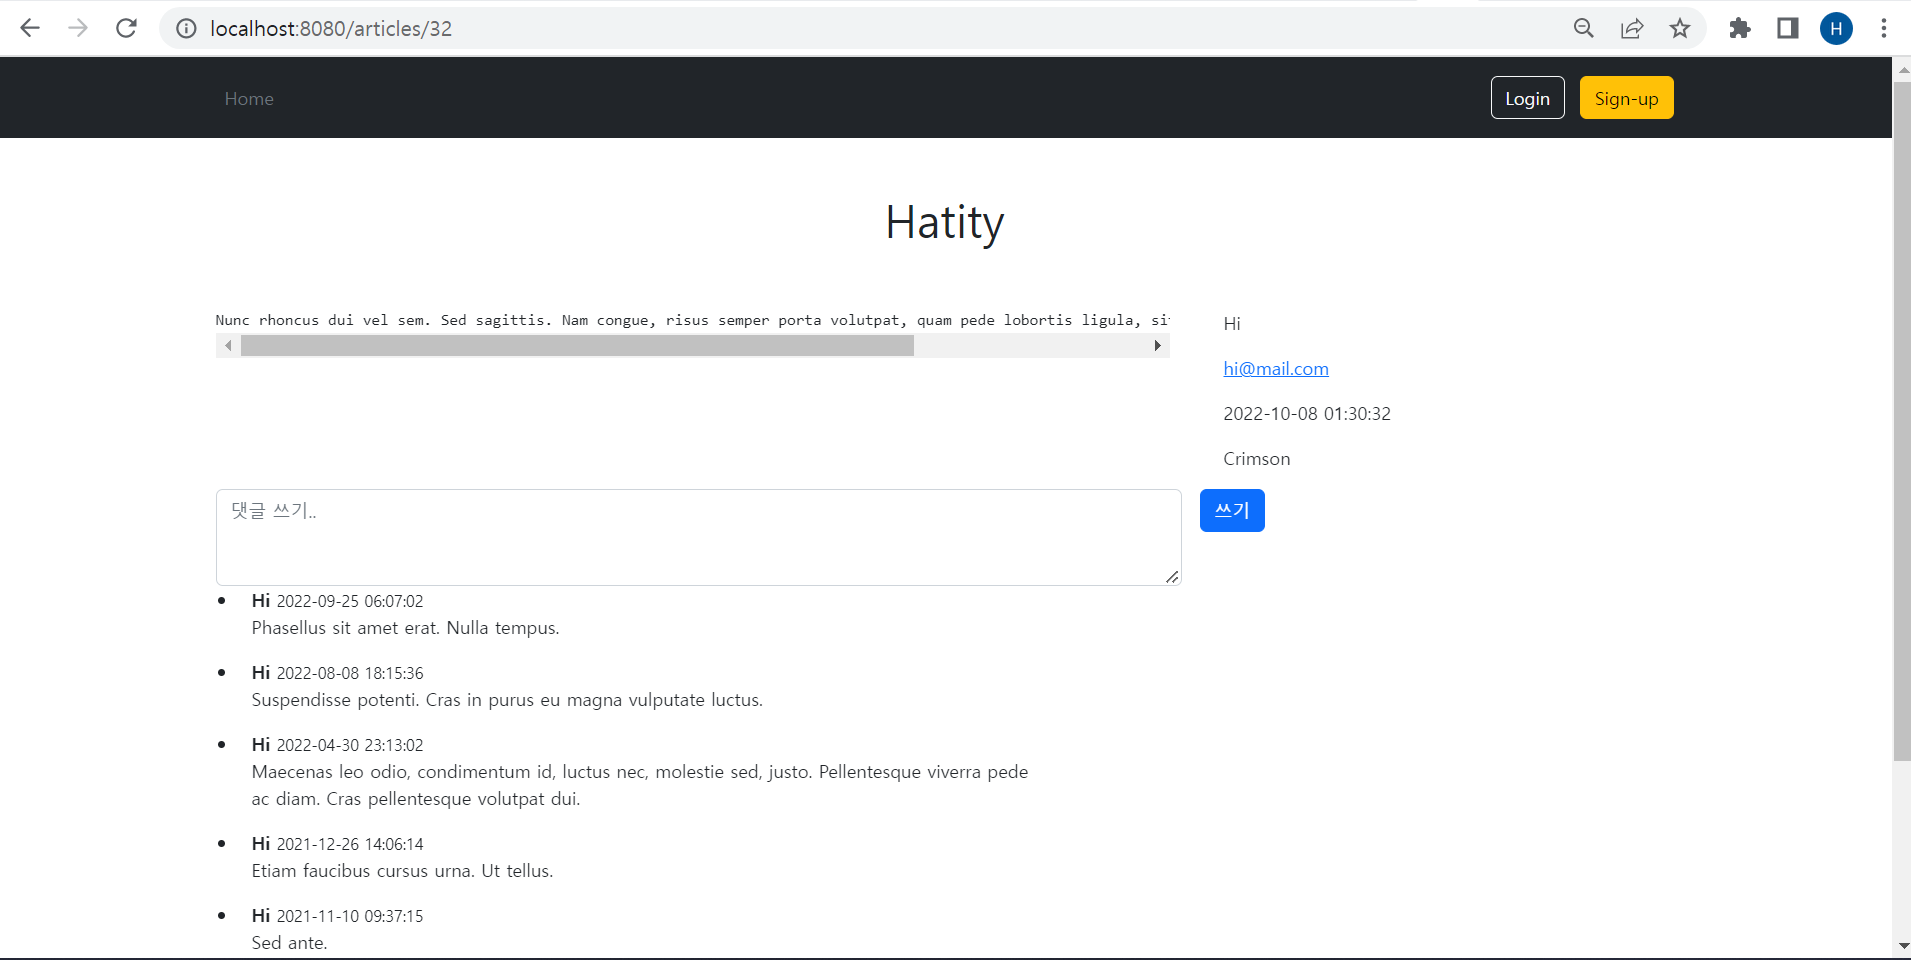 localhost:8080/articles/32
H
Home
Login
Sign-up
Hatity
Nunc rhoncus dui vel sem. Sed sagittis. Nam congue, risus semper porta volutpat, quam pede lobortis ligula,
Hi
hi@mail.com
2022-10-08 01:30:32
Crimson
댓글 쓰기..
쓰기
Hi 2022-09-25 06:07:02
Phasellus sit amet erat. Nulla tempus.
Hi 2022-08-08 18:15:36
Suspendisse potenti. Cras in purus eu magna vulputate luctus.
Hi 2022-04-30 23:13:02
Maecenas leo odio, condimentum id, luctus nec, molestie sed, justo. Pellentesque viverra pede
ac diam. Cras pellentesque volutpat dui.
Hi 2021-12-26 14:06:14
Etiam faucibus cursus urna. Ut tellus.
Hi 2021-11-10 09:37:15
Sed ante.